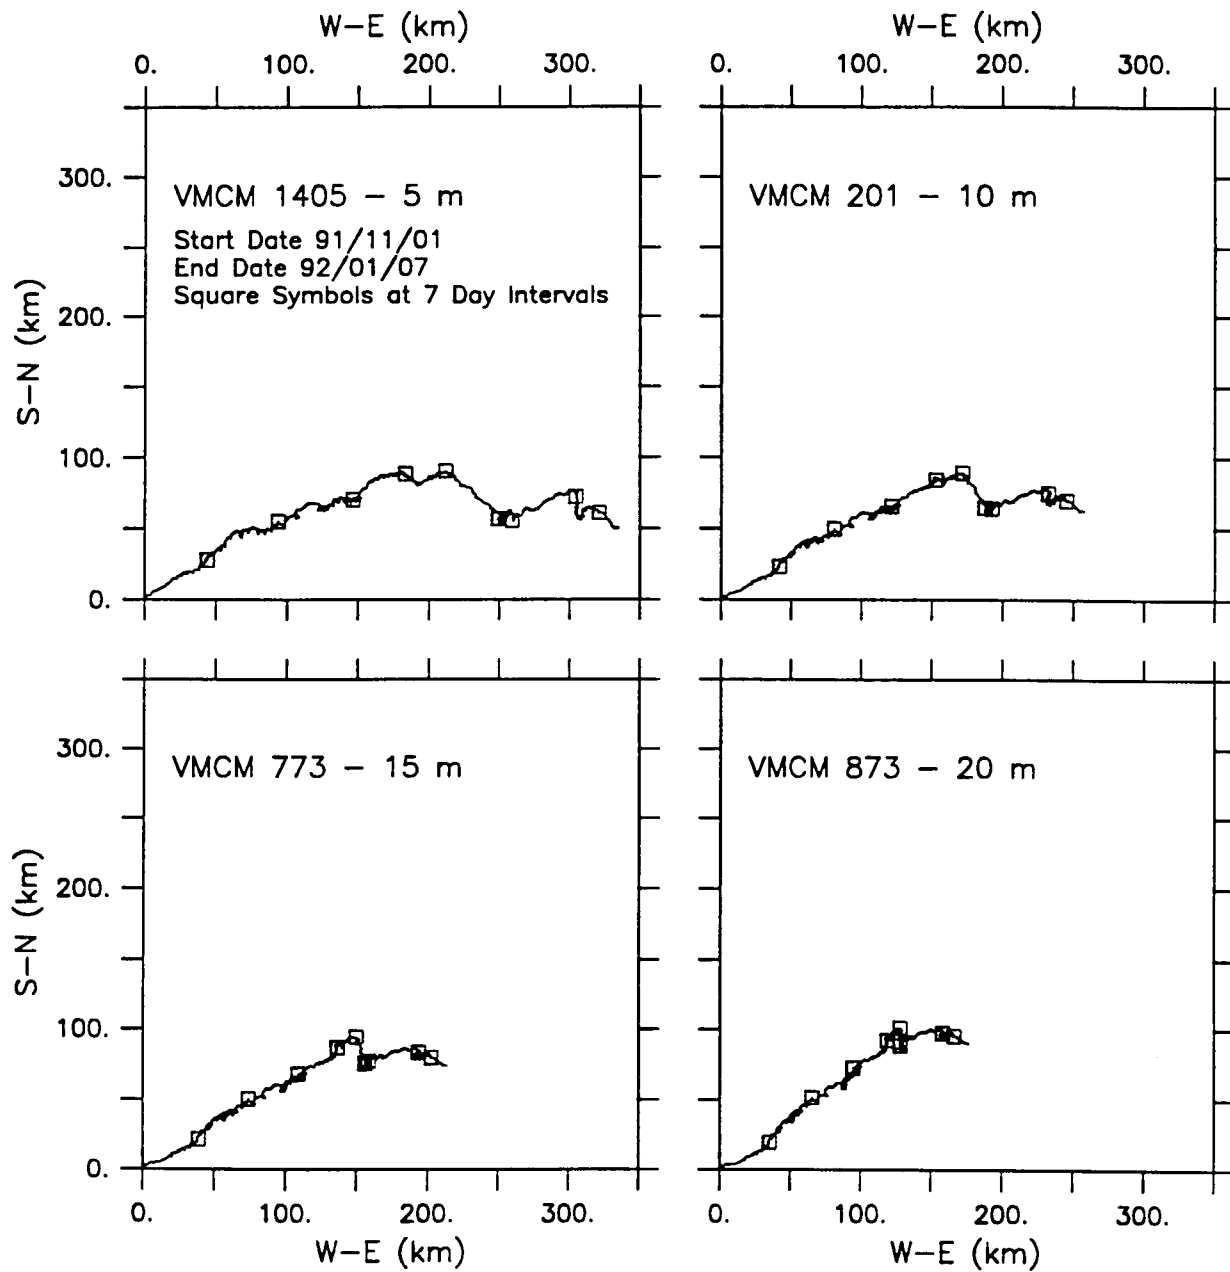 W-E (km)
0. 100. 200. 300.
W-E (km)
0. 100. 200. 300.
S-N (km)
300.
200.
100.
0.
VMCM 1405 - 5 m
Start Date 91/11/01
End Date 92/01/07
Square Symbols at 7 Day Intervals
VMCM 201 - 10 m
S-N (km)
300.
200.
100.
0.
VMCM 773 - 15 m
VMCM 873 - 20 m
0. 100. 200. 300.
W-E (km)
0. 100. 200. 300.
W-E (km)